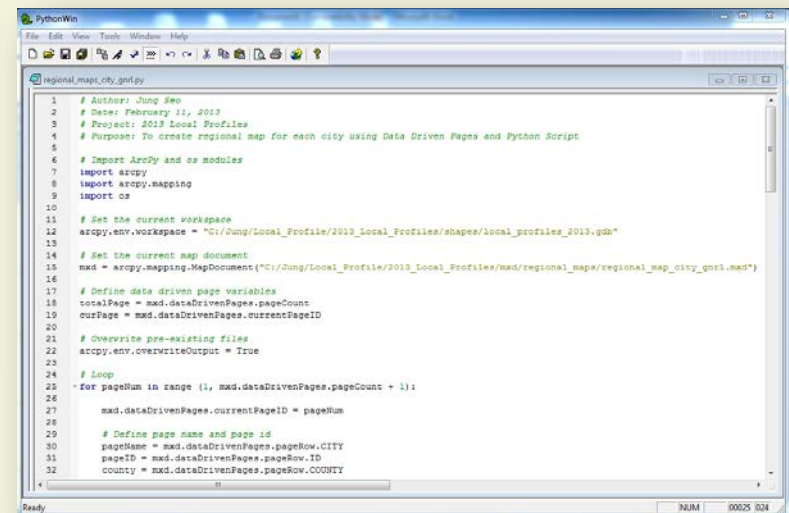 PythonWin
File Edit View Tools Window Help
regional_maps_city_gnrl.py
1 # Author: Jung Seo
2 # Date: February 11, 2013
3 # Project: 2013 Local Profiles
4 # Purpose: To create regional map for each city using Data Driven Pages and Python Script
5
6 # Import ArcPy and os modules
7 import arcpy
8 import arcpy.mapping
9 import os
10
11 # Set the current workspace
12 arcpy.env.workspace = "C:/Jung/Local_Profile/2013_Local_Profiles/shapes/local_profiles_2013.gdb"
13
14 # Set the current map document
15 mxd = arcpy.mapping.MapDocument("C:/Jung/Local_Profile/2013_Local_Profiles/mxd/regional_maps/regional_map_city_gnrl.mxd")
16
17 # Define data driven page variables
18 totalPage = mxd.dataDrivenPages.pageCount
19 curPage = mxd.dataDrivenPages.currentPageID
20
21 # Overwrite pre-existing files
22 arcpy.env.overwriteOutput = True
23
24 # Loop
25 for pageNum in range (1, mxd.dataDrivenPages.pageCount + 1):
26
27 mxd.dataDrivenPages.currentPageID = pageNum
28
29 # Define page name and page id
30 pageName = mxd.dataDrivenPages.pageRow.CITY
31 pageID = mxd.dataDrivenPages.pageRow.ID
32 county = mxd.dataDrivenPages.pageRow.COUNTY
Ready NUM 00025 024